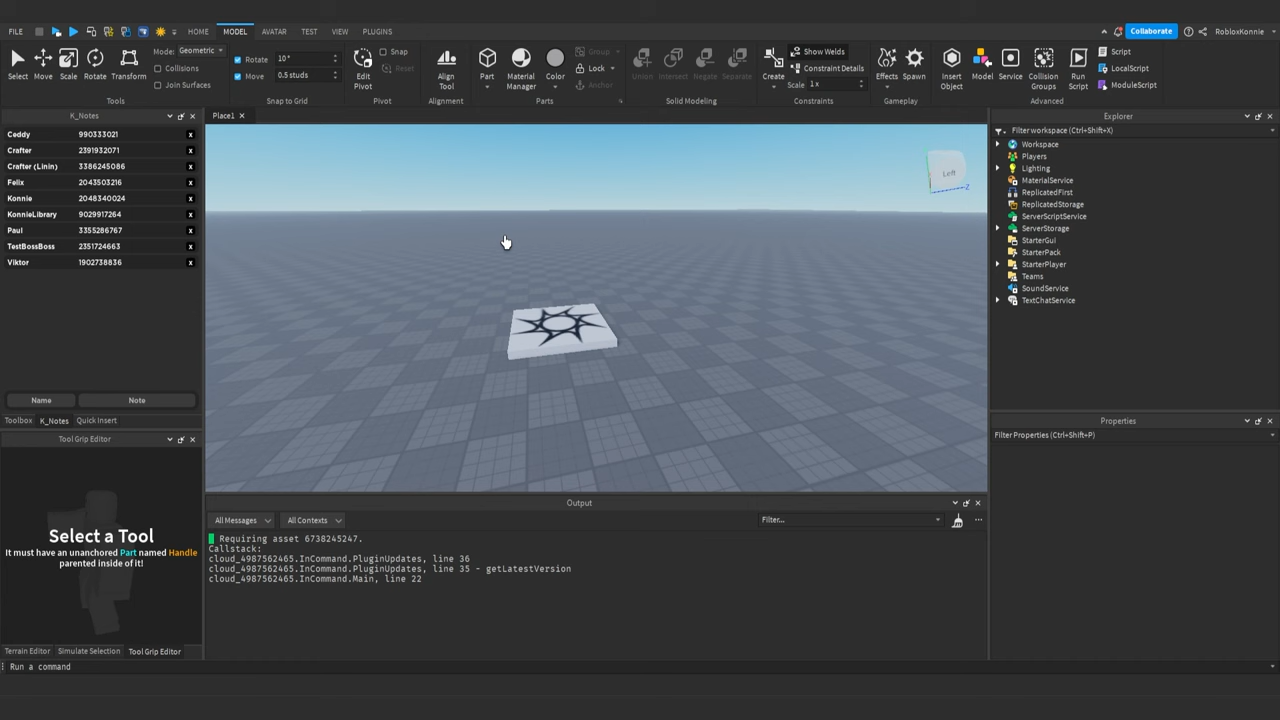 FILE HOME MODEL AVATAR TEST VIEW PLUGINS Collaborate RobloxKonnie
Select Move Scale Rotate Transform
Mode: Geometric
Collisions
Join Surfaces
Tools
Rotate 10°
Move 0.5 studs
Snap to Grid
Edit Pivot
Snap
Reset
Pivot
Align Tool
Alignment
Part Material Manager Color
Group
Lock
Anchor
Parts
Union Intersect Negate Separate
Solid Modeling
Create
Show Welds
Constraint Details
Scale 1x
Constraints
Effects Spawn
Gameplay
Insert Object Model Service Collision Groups Run Script
Script
LocalScript
ModuleScript
Advanced
K_Notes
Ceddy 990333021 x
Crafter 2391932071 x
Crafter (Linin) 3386245086 x
Felix 2043503216 x
Konnie 2048340024 x
KonnieLibrary 9029917264 x
Paul 3355286767 x
TestBossBoss 2351724663 x
Viktor 1902738836 x
Name Note
Toolbox K_Notes Quick Insert
Tool Grip Editor
Select a Tool
It must have an unanchored Part named Handle
parented inside of it!
Terrain Editor Simulate Selection Tool Grip Editor
Run a command
Place1
Left
Z
Output
All Messages All Contexts Filter...
Requiring asset 6738245247.
Callstack:
cloud_4987562465.InCommand.PluginUpdates, line 36
cloud_4987562465.InCommand.PluginUpdates, line 35 - getLatestVersion
cloud_4987562465.InCommand.Main, line 22
Explorer
Filter workspace (Ctrl+Shift+X)
Workspace
Players
Lighting
MaterialService
ReplicatedFirst
ReplicatedStorage
ServerScriptService
ServerStorage
StarterGui
StarterPack
StarterPlayer
Teams
SoundService
TextChatService
Properties
Filter Properties (Ctrl+Shift+P)